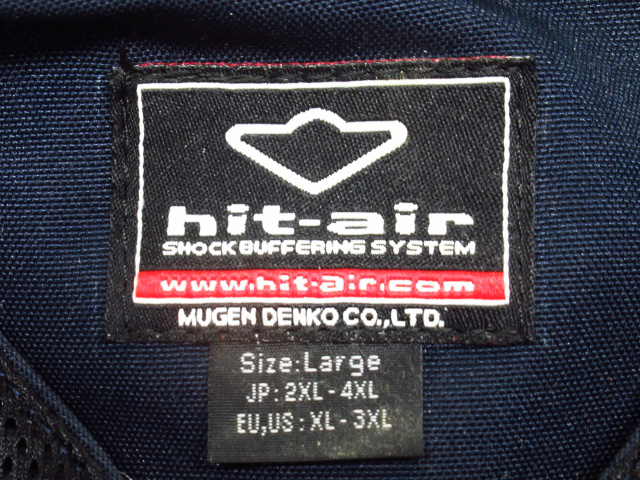 hit-air
SHOCK BUFFERING SYSTEM
www.hit-air.com
MUGEN DENKO CO.,LTD.
Size:Large
JP: 2XL - 4XL
EU,US: XL - 3XL